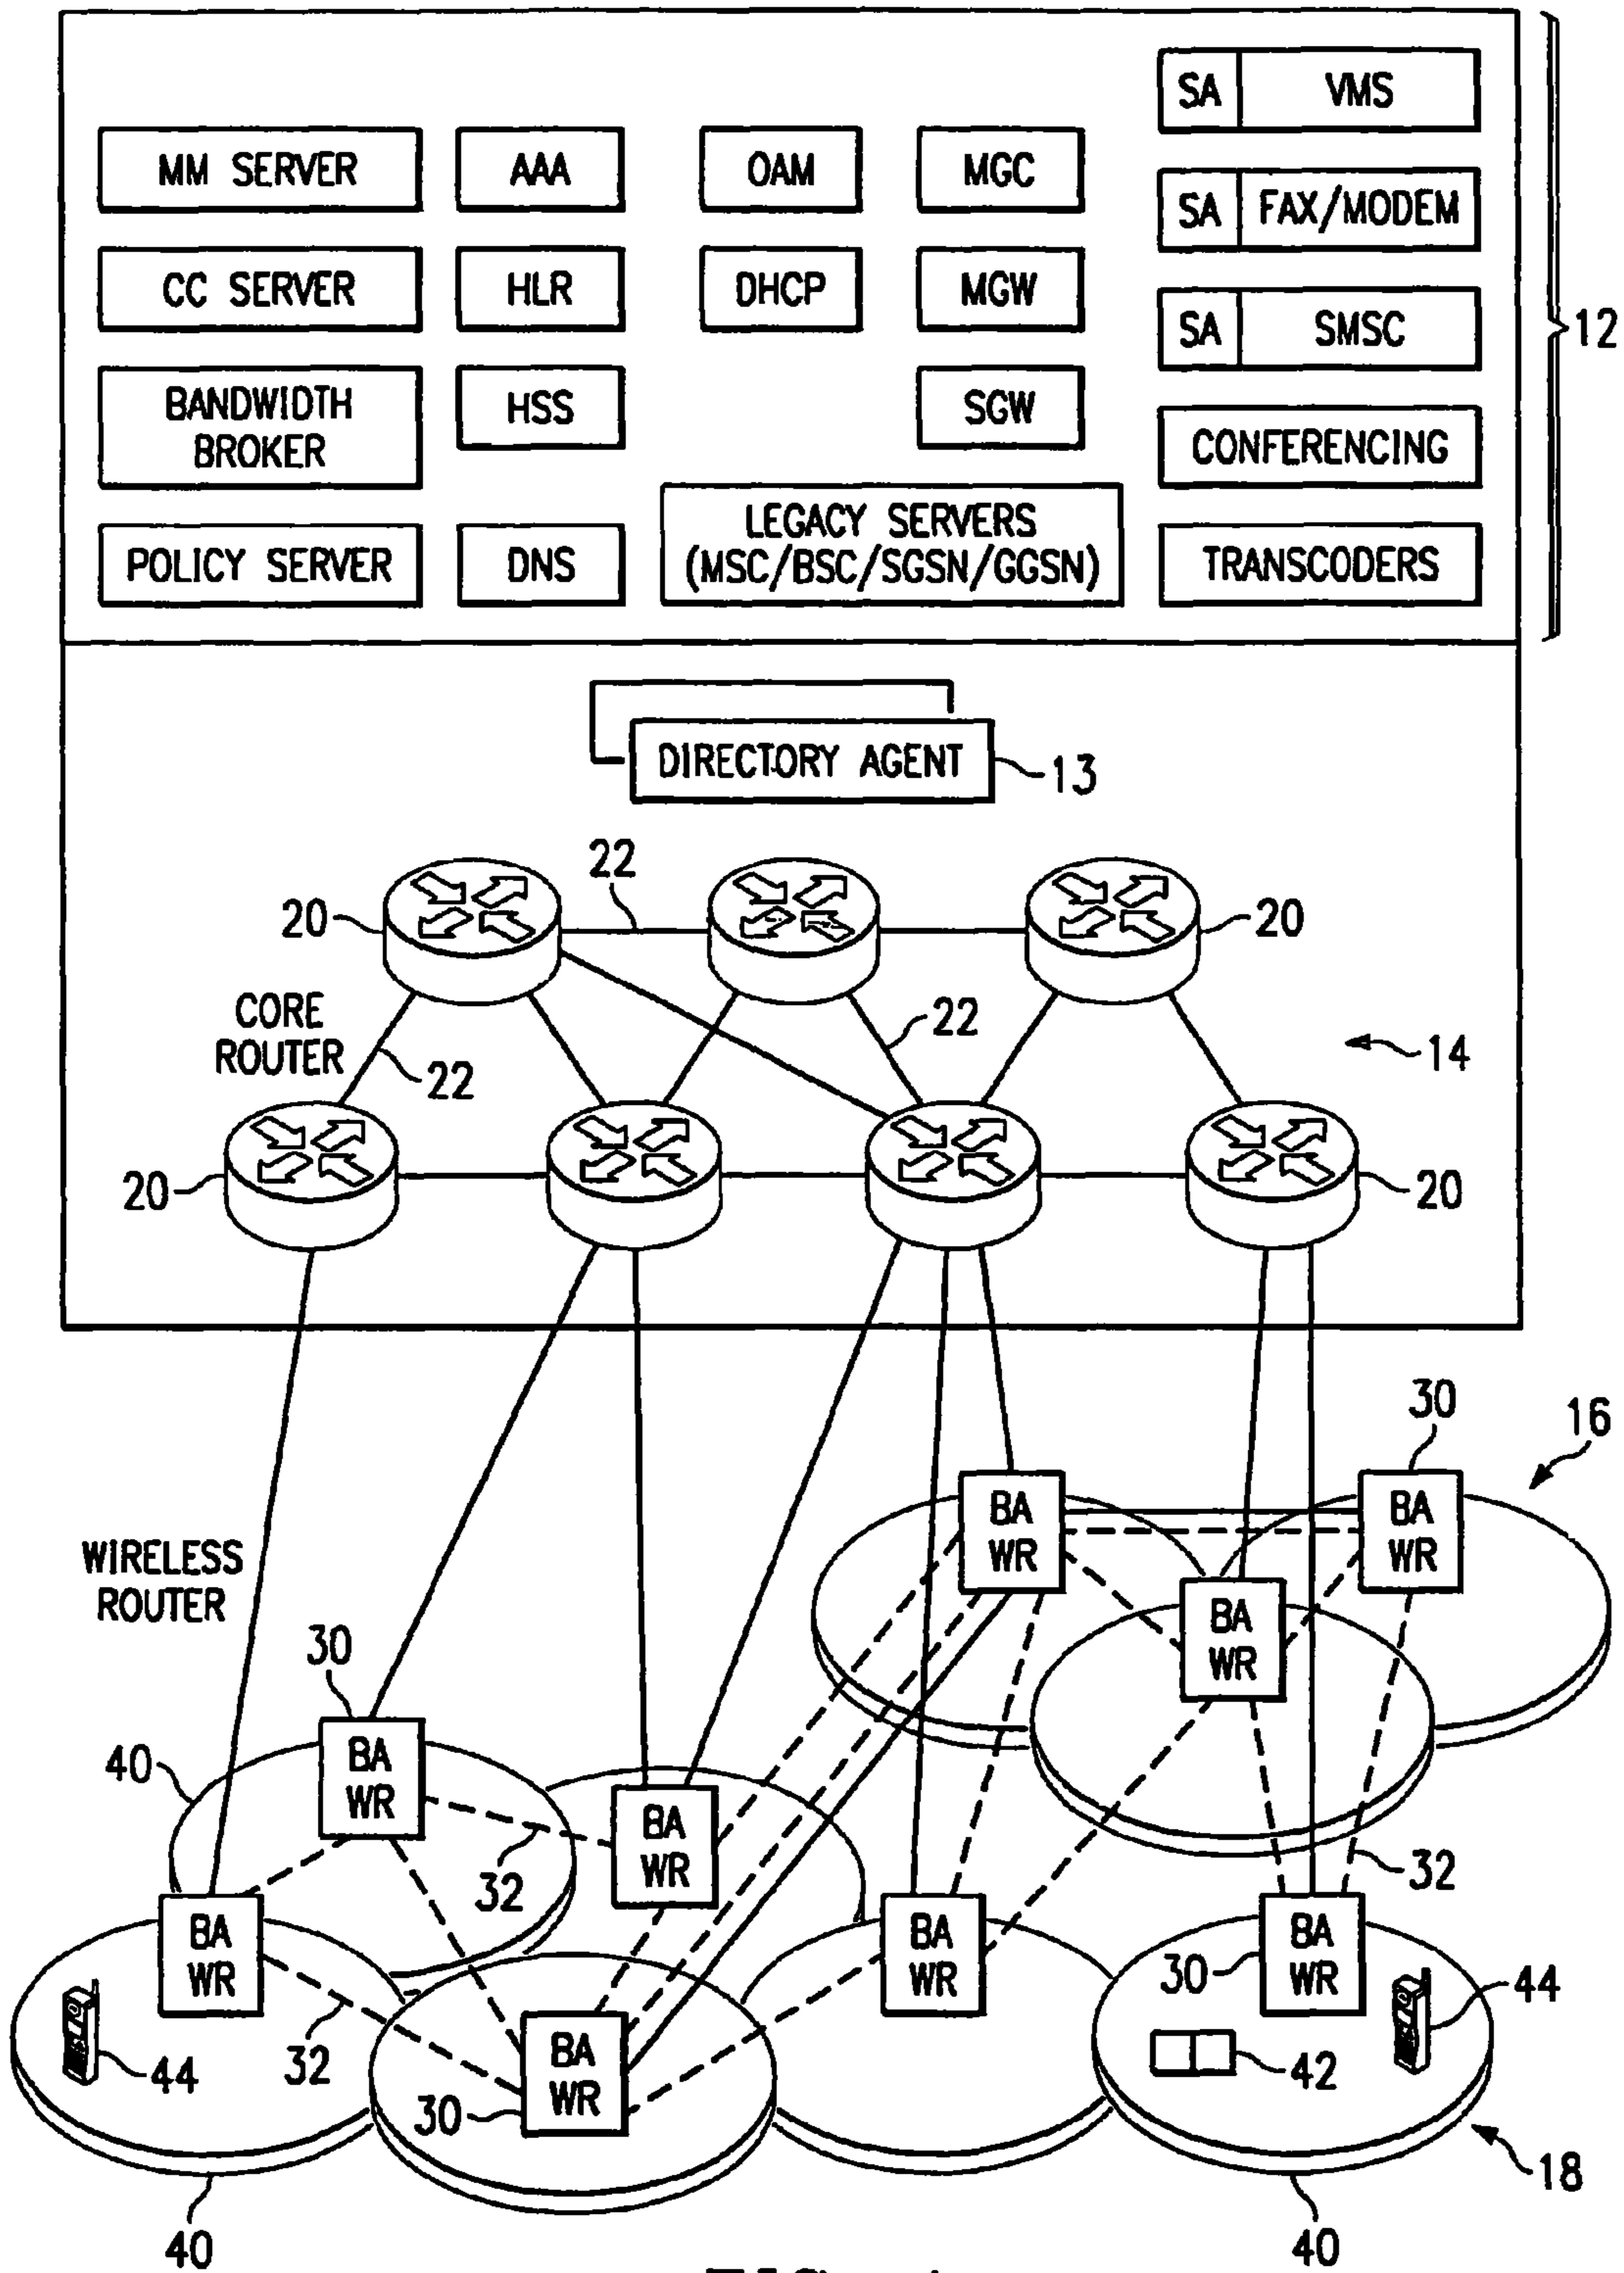 SA VMS
MM SERVER AAA OAM MGC
SA FAX/MODEM
CC SERVER HLR DHCP MGW
SA SMSC
12
BANDWIDTH
BROKER
HSS
SGW
CONFERENCING
LEGACY SERVERS
(MSC/BSC/SGSN/GGSN)
POLICY SERVER DNS
TRANSCODERS
DIRECTORY AGENT
13
22
20
20
CORE
ROUTER
22
22
14
20
20
30
16
BA
WR
BA
WR
WIRELESS
ROUTER
BA
WR
30
40
BA
WR
BA
WR
32
32
BA
WR
BA
WR
30
BA
WR
44
44
32
BA
WR
30
42
18
40
40